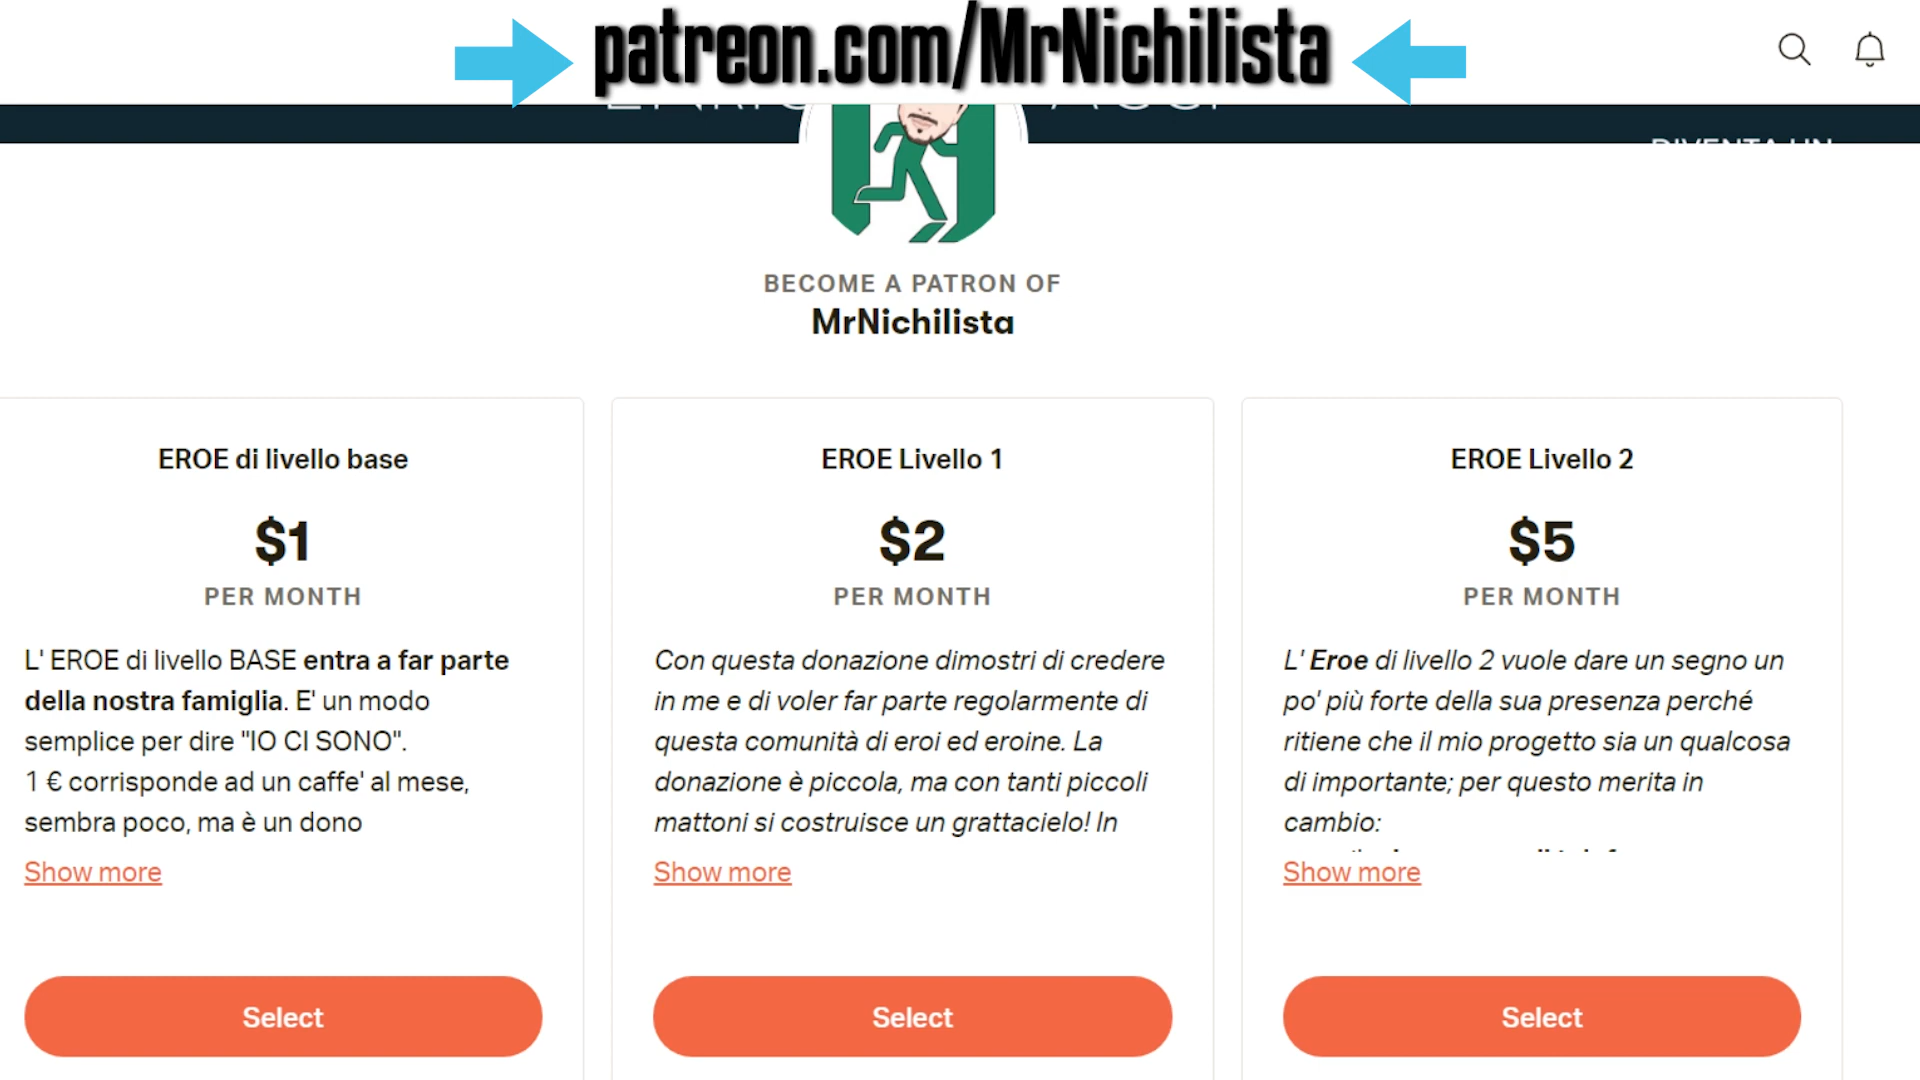 patreon.com/MrNichilista
BECOME A PATRON OF
MrNichilista
EROE di livello base
$1
PER MONTH
L' EROE di livello BASE entra a far parte
della nostra famiglia. E' un modo
semplice per dire "IO CI SONO".
1 € corrisponde ad un caffe' al mese,
sembra poco, ma è un dono
Show more
Select
EROE Livello 1
$2
PER MONTH
Con questa donazione dimostri di credere
in me e di voler far parte regolarmente di
questa comunità di eroi ed eroine. La
donazione è piccola, ma con tanti piccoli
mattoni si costruisce un grattacielo! In
Show more
Select
EROE Livello 2
$5
PER MONTH
L' Eroe di livello 2 vuole dare un segno un
po' più forte della sua presenza perché
ritiene che il mio progetto sia un qualcosa
di importante; per questo merita in
cambio:
Show more
Select